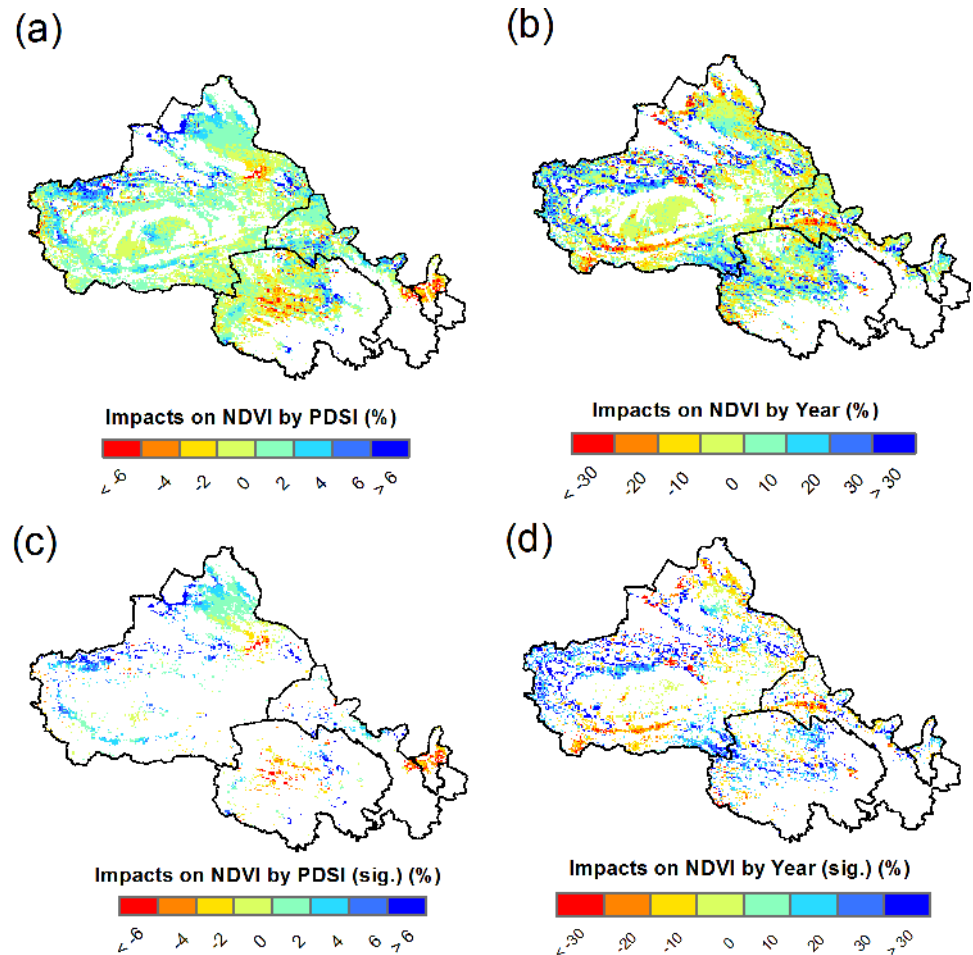 (a)
(b)
Impacts on NDVI by PDSI (%)
< 6 -4 -2 0 2 4 6 > 6
Impacts on NDVI by Year (%)
< -30 -20 -10 0 10 20 30 > 30
(c)
(d)
Impacts on NDVI by PDSI (sig.) (%)
< -6 -4 -2 0 2 4 6 > 6
Impacts on NDVI by Year (sig.) (%)
< -30 -20 -10 0 10 20 30 > 30